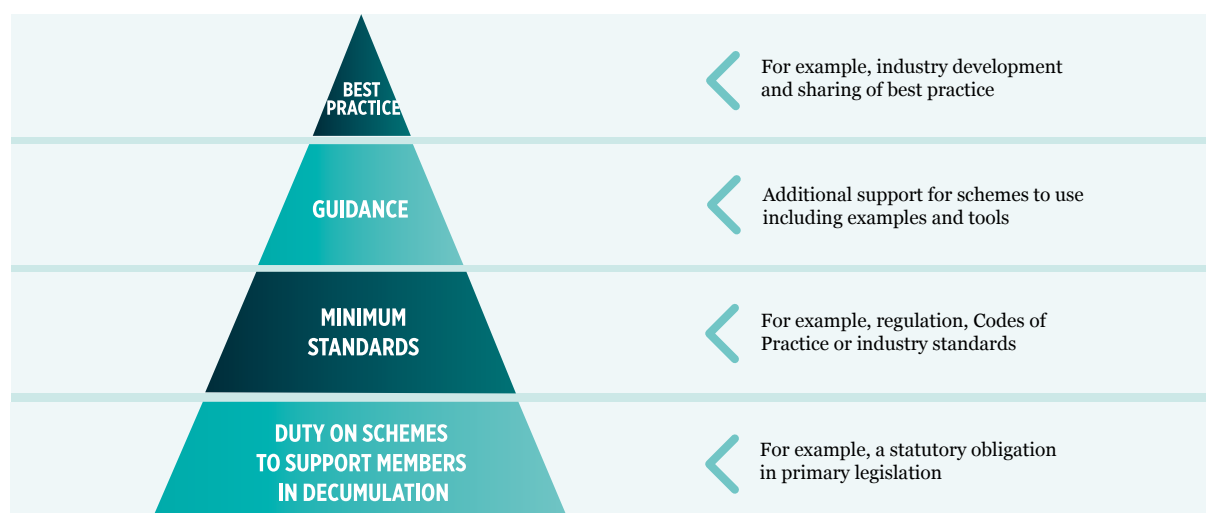 BEST
PRACTICE
For example, industry development
and sharing of best practice
GUIDANCE
Additional support for schemes to use
including examples and tools
MINIMUM
STANDARDS
For example, regulation, Codes of
Practice or industry standards
DUTY ON SCHEMES
TO SUPPORT MEMBERS
IN DECUMULATION
For example, a statutory obligation
in primary legislation